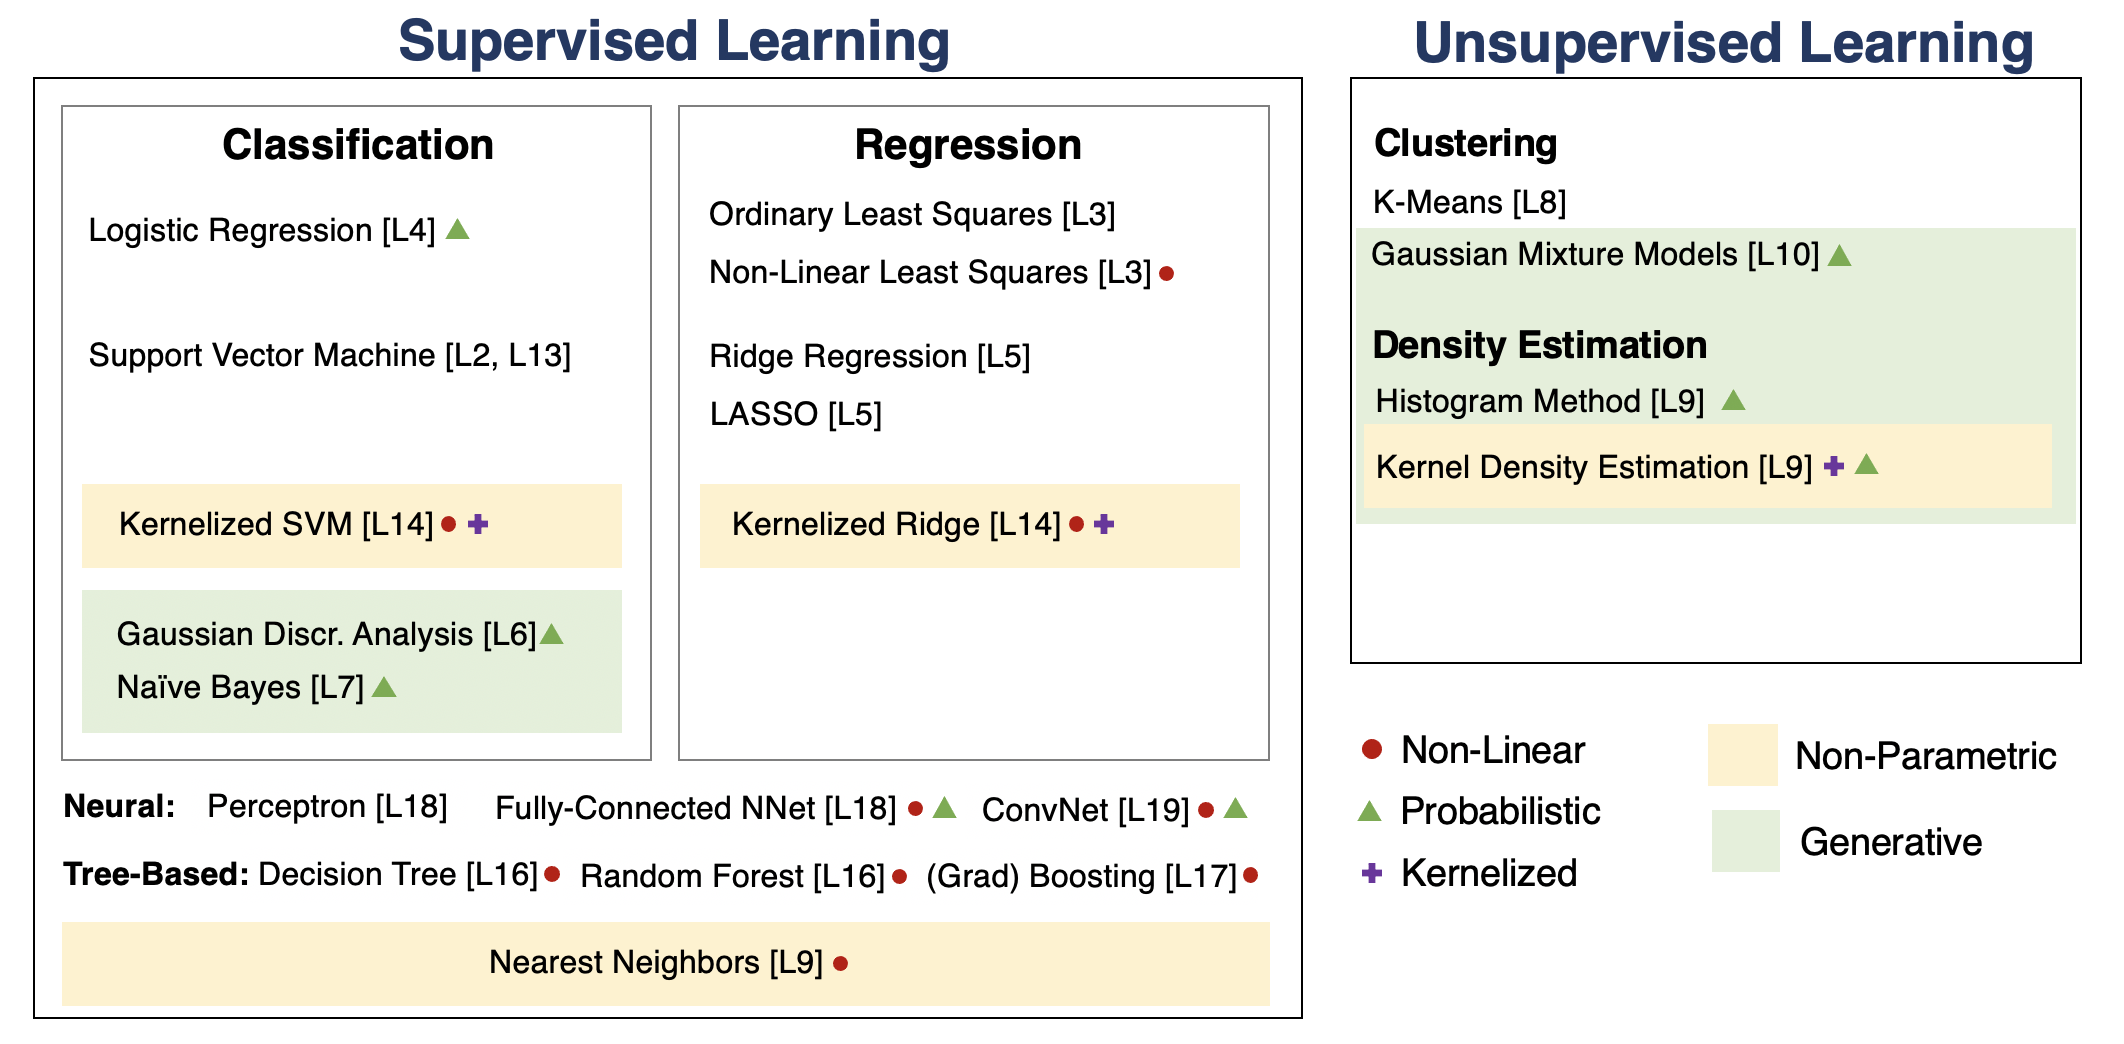 Supervised Learning
Classification
Logistic Regression [L4]
Support Vector Machine [L2, L13]
Kernelized SVM [L14]
Gaussian Discr. Analysis [L6]
Naïve Bayes [L7]
Regression
Ordinary Least Squares [L3]
Non-Linear Least Squares [L3]
Ridge Regression [L5]
LASSO [L5]
Kernelized Ridge [L14]
Neural: Perceptron [L18] Fully-Connected NNet [L18] ConvNet [L19]
Tree-Based: Decision Tree [L16] Random Forest [L16] (Grad) Boosting [L17]
Nearest Neighbors [L9]
Unsupervised Learning
Clustering
K-Means [L8]
Gaussian Mixture Models [L10]
Density Estimation
Histogram Method [L9]
Kernel Density Estimation [L9]
Non-Linear
Probabilistic
Kernelized
Non-Parametric
Generative